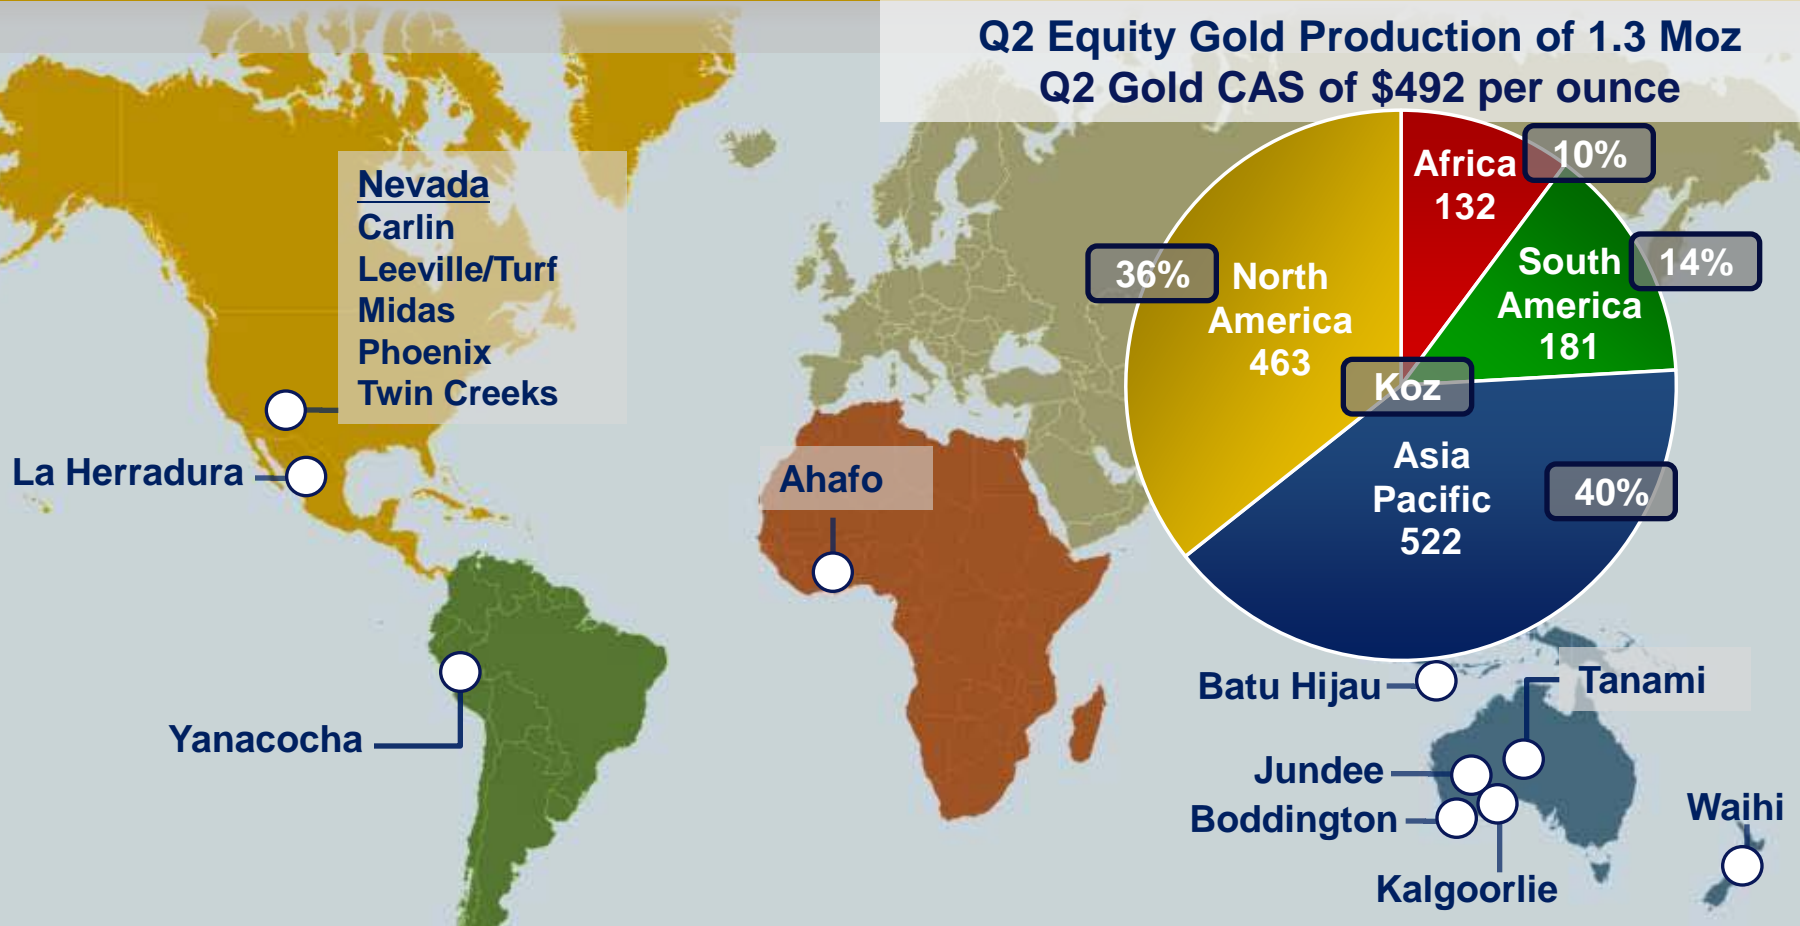 Q2 Equity Gold Production of 1.3 Moz
Q2 Gold CAS of $492 per ounce
Nevada
Carlin
Leeville/Turf
Midas
Phoenix
Twin Creeks
La Herradura
Yanacocha
Ahafo
Africa
132
10%
South
America
181
14%
36%
North
America
463
Koz
Asia
Pacific
522
40%
Batu Hijau
Tanami
Jundee
Boddington
Kalgoorlie
Waihi